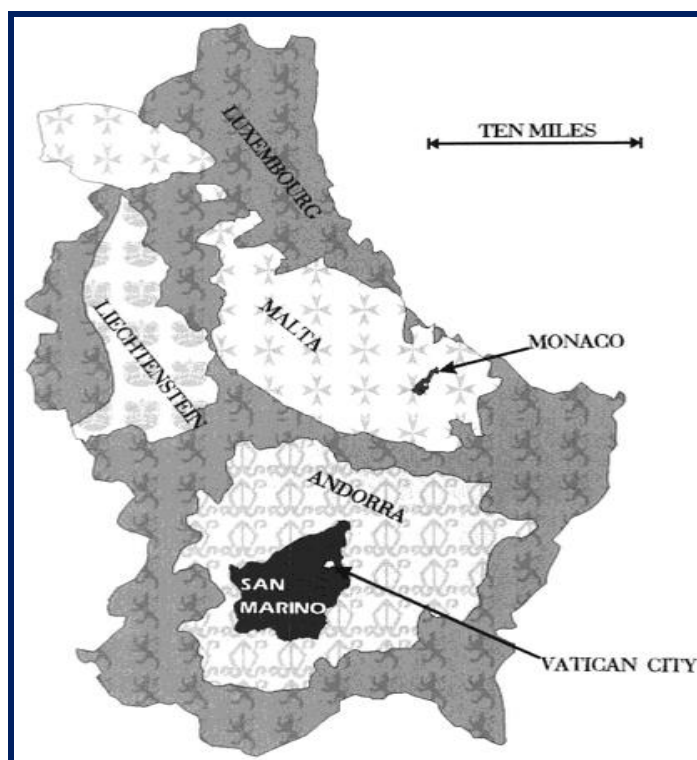 LUXEMBOURG
TEN MILES
MALTA
LIECHTENSTEIN
MONACO
ANDORRA
SAN
MARINO
VATICAN CITY